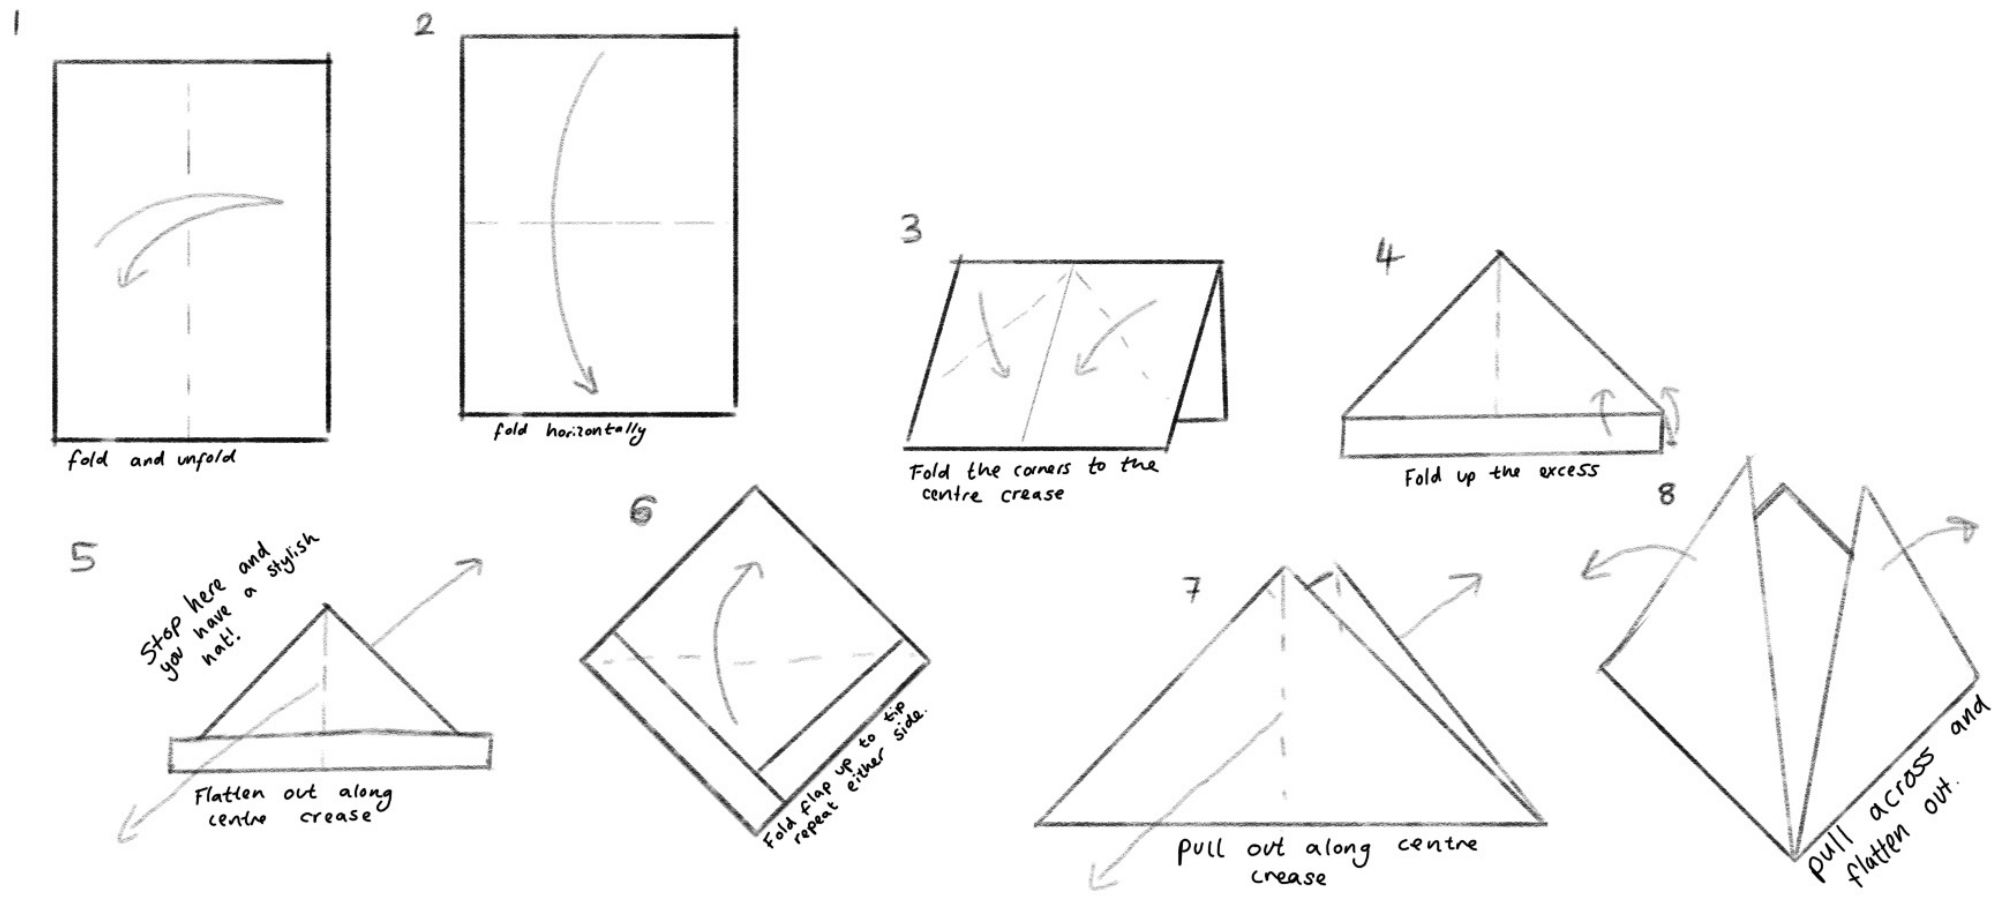 1
fold and unfold
2
fold horizontally
3
Fold the corners to the
centre crease
4
Fold up the excess
5
Stop here and
you have a stylish
hat!
Flatten out along
centre crease
6
Fold flap up to tip
repeat either side.
7
pull out along centre
crease
8
pull across and
flatten out.